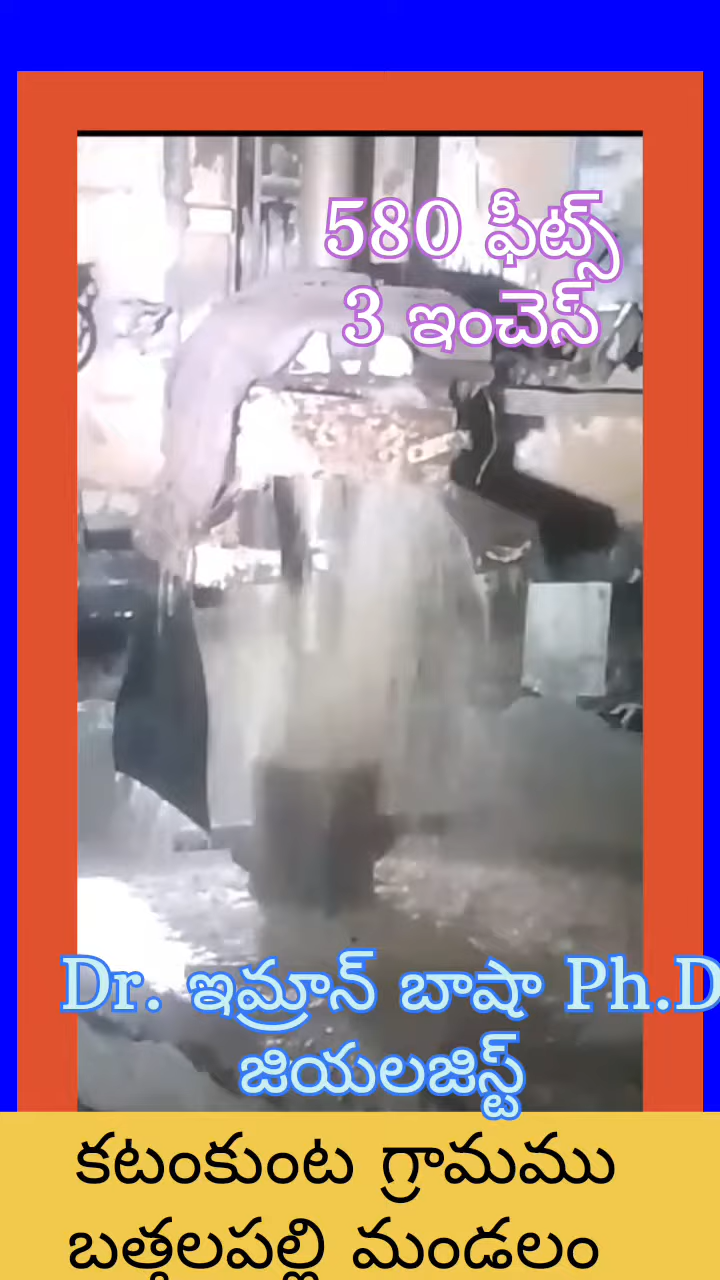 580 ఫీట్స్
3 ఇంచెస్
Dr. ఇమ్రాన్ బాషా Ph.D
జియలజిస్ట్
కటంకుంట గ్రామము
బత్తలపల్లి మండలం